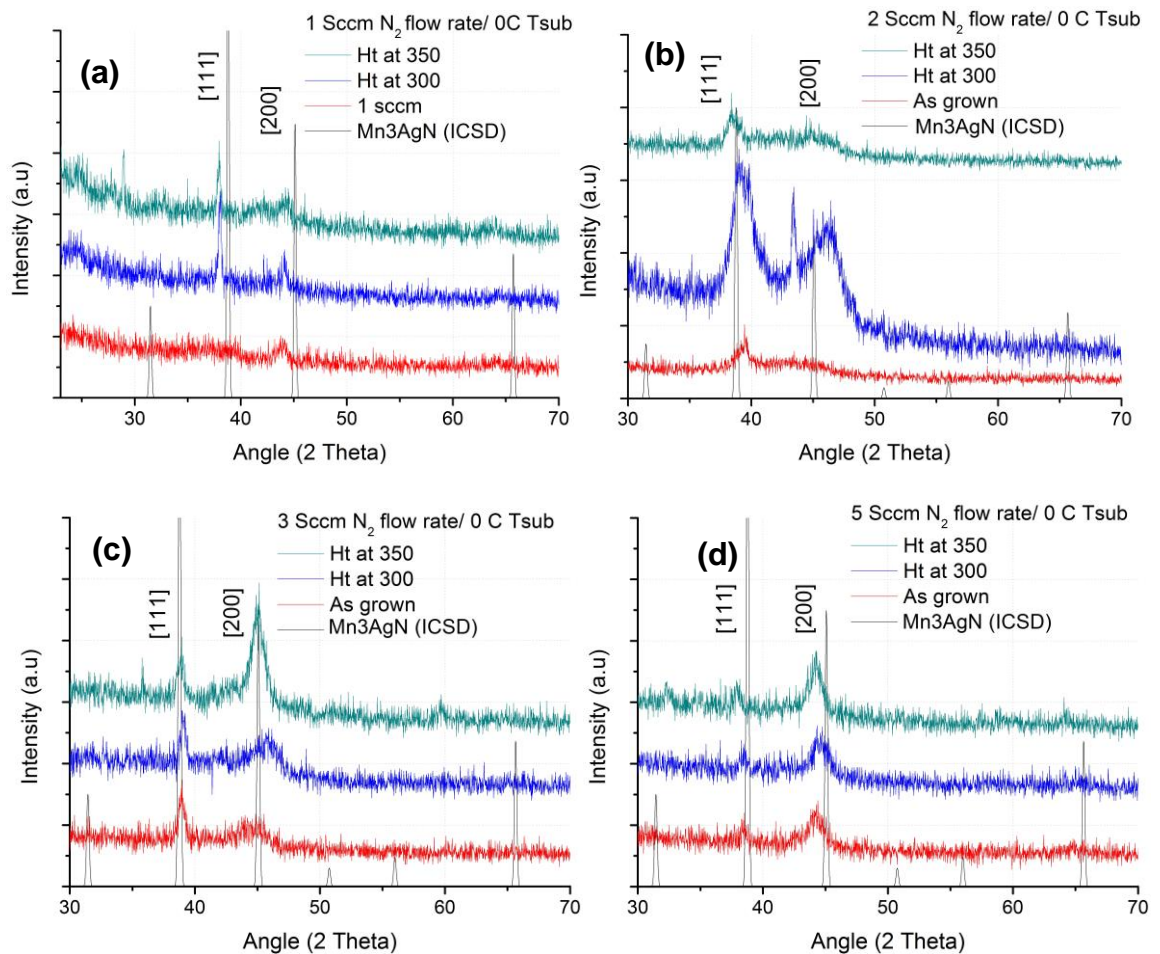 1 Sccm N₂ flow rate/ 0C Tsub
(a)
Ht at 350
Ht at 300
1 sccm
Mn3AgN (ICSD)
[111]
[200]
Intensity (a.u)
30 40 50 60 70
Angle (2 Theta)
2 Sccm N₂ flow rate/ 0C Tsub
(b)
Ht at 350
Ht at 300
As grown
Mn3AgN (ICSD)
[111]
[200]
Intensity (a.u)
30 40 50 60 70
Angle (2 Theta)
3 Sccm N₂ flow rate/ 0 C Tsub
(c)
Ht at 350
Ht at 300
As grown
Mn3AgN (ICSD)
[111]
[200]
Intensity (a.u)
30 40 50 60 70
Angle (2 Theta)
5 Sccm N₂ flow rate/ 0 C Tsub
(d)
Ht at 350
Ht at 300
As grown
Mn3AgN (ICSD)
[111]
[200]
Intensity (a.u)
30 40 50 60 70
Angle (2 Theta)